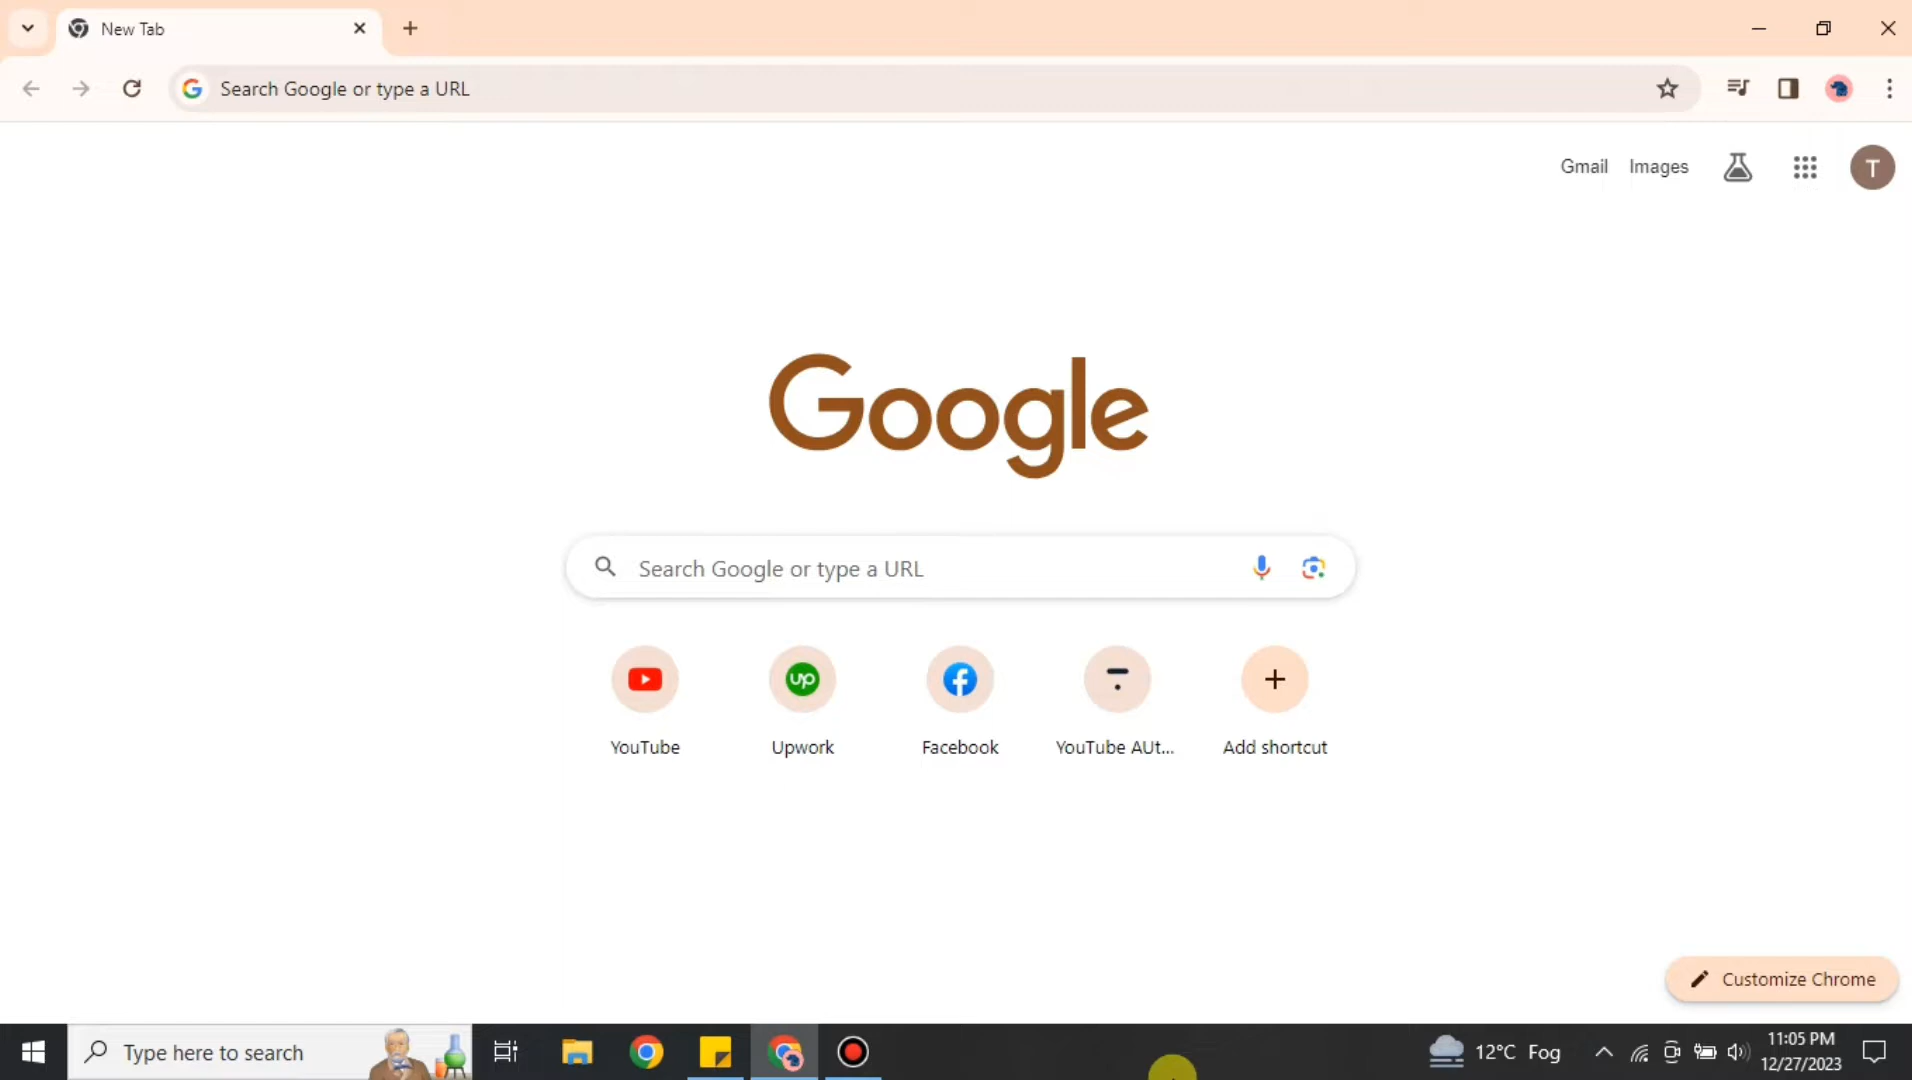 New Tab
Search Google or type a URL
Gmail Images
T
Google
Search Google or type a URL
up
YouTube Upwork Facebook YouTube AUt... Add shortcut
Customize Chrome
Type here to search
12°C Fog
11:05 PM
12/27/2023